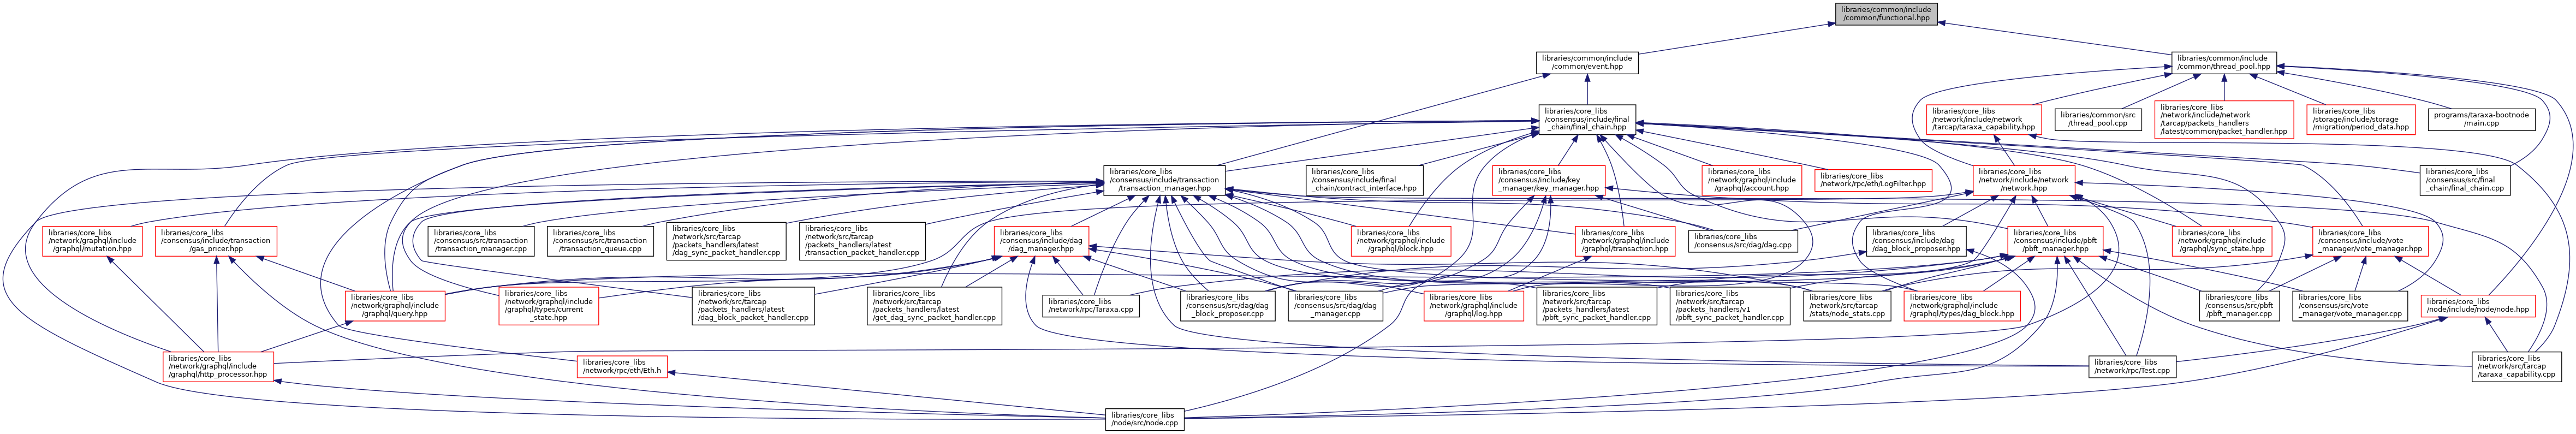 libraries/common/include
/common/functional.hpp
libraries/common/include
/common/event.hpp
libraries/common/include
/common/thread_pool.hpp
libraries/core_libs
/consensus/include/final
_chain/final_chain.hpp
libraries/core_libs
/network/include/network
/tarcap/taraxa_capability.hpp
libraries/common/src
/thread_pool.cpp
libraries/core_libs
/network/include/network
/tarcap/packets_handlers
/latest/common/packet_handler.hpp
libraries/core_libs
/storage/include/storage
/migration/period_data.hpp
programs/taraxa-bootnode
/main.cpp
libraries/core_libs
/consensus/include/transaction
/transaction_manager.hpp
libraries/core_libs
/consensus/include/final
_chain/contract_interface.hpp
libraries/core_libs
/consensus/include/key
_manager/key_manager.hpp
libraries/core_libs
/network/graphql/include
/graphql/account.hpp
libraries/core_libs
/network/rpc/eth/LogFilter.hpp
libraries/core_libs
/network/include/network
/network.hpp
libraries/core_libs
/consensus/src/final
_chain/final_chain.cpp
libraries/core_libs
/network/graphql/include
/graphql/mutation.hpp
libraries/core_libs
/consensus/include/transaction
/gas_pricer.hpp
libraries/core_libs
/consensus/src/transaction
/transaction_manager.cpp
libraries/core_libs
/consensus/src/transaction
/transaction_queue.cpp
libraries/core_libs
/network/src/tarcap
/packets_handlers/latest
/dag_sync_packet_handler.cpp
libraries/core_libs
/network/src/tarcap
/packets_handlers/latest
/transaction_packet_handler.cpp
libraries/core_libs
/consensus/include/dag
/dag_manager.hpp
libraries/core_libs
/network/graphql/include
/graphql/block.hpp
libraries/core_libs
/network/graphql/include
/graphql/transaction.hpp
libraries/core_libs
/consensus/src/dag/dag.cpp
libraries/core_libs
/consensus/include/dag
/dag_block_proposer.hpp
libraries/core_libs
/consensus/include/pbft
/pbft_manager.hpp
libraries/core_libs
/network/graphql/include
/graphql/sync_state.hpp
libraries/core_libs
/consensus/include/vote
_manager/vote_manager.hpp
libraries/core_libs
/network/graphql/include
/graphql/query.hpp
libraries/core_libs
/network/graphql/include
/graphql/types/current
_state.hpp
libraries/core_libs
/network/src/tarcap
/packets_handlers/latest
/dag_block_packet_handler.cpp
libraries/core_libs
/network/src/tarcap
/packets_handlers/latest
/get_dag_sync_packet_handler.cpp
libraries/core_libs
/network/rpc/Taraxa.cpp
libraries/core_libs
/consensus/src/dag/dag
_block_proposer.cpp
libraries/core_libs
/consensus/src/dag/dag
_manager.cpp
libraries/core_libs
/network/graphql/include
/graphql/log.hpp
libraries/core_libs
/network/src/tarcap
/packets_handlers/latest
/pbft_sync_packet_handler.cpp
libraries/core_libs
/network/src/tarcap
/packets_handlers/v1
/pbft_sync_packet_handler.cpp
libraries/core_libs
/network/src/tarcap
/stats/node_stats.cpp
libraries/core_libs
/network/graphql/include
/graphql/types/dag_block.hpp
libraries/core_libs
/consensus/src/pbft
/pbft_manager.cpp
libraries/core_libs
/consensus/src/vote
_manager/vote_manager.cpp
libraries/core_libs
/node/include/node/node.hpp
libraries/core_libs
/network/graphql/include
/graphql/http_processor.hpp
libraries/core_libs
/network/rpc/eth/Eth.h
libraries/core_libs
/network/rpc/Test.cpp
libraries/core_libs
/network/src/tarcap
/taraxa_capability.cpp
libraries/core_libs
/node/src/node.cpp